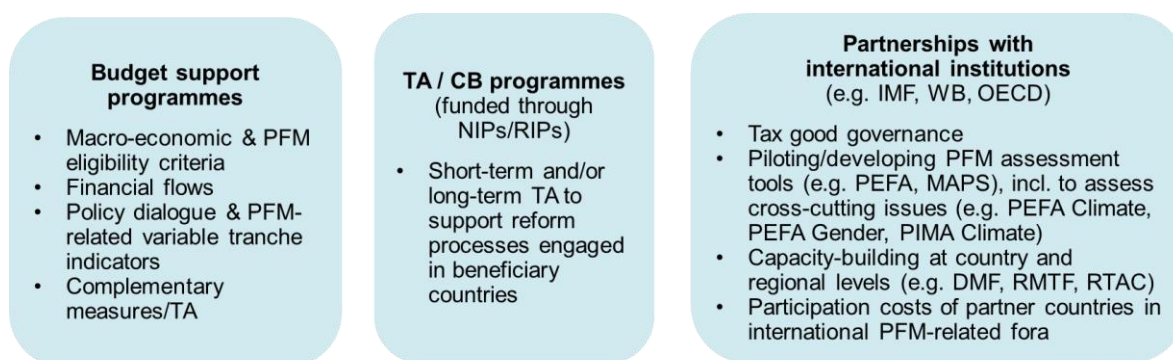 Budget support
programmes
• Macro-economic & PFM
eligibility criteria
• Financial flows
• Policy dialogue & PFM-
related variable tranche
indicators
• Complementary
measures/TA
TA / CB programmes
(funded through
NIPs/RIPs)
• Short-term and/or
long-term TA to
support reform
processes engaged
in beneficiary
countries
Partnerships with
international institutions
(e.g. IMF, WB, OECD)
• Tax good governance
• Piloting/developing PFM assessment
tools (e.g. PEFA, MAPS), incl. to assess
cross-cutting issues (e.g. PEFA Climate,
PEFA Gender, PIMA Climate)
• Capacity-building at country and
regional levels (e.g. DMF, RMTF, RTAC)
• Participation costs of partner countries in
international PFM-related fora